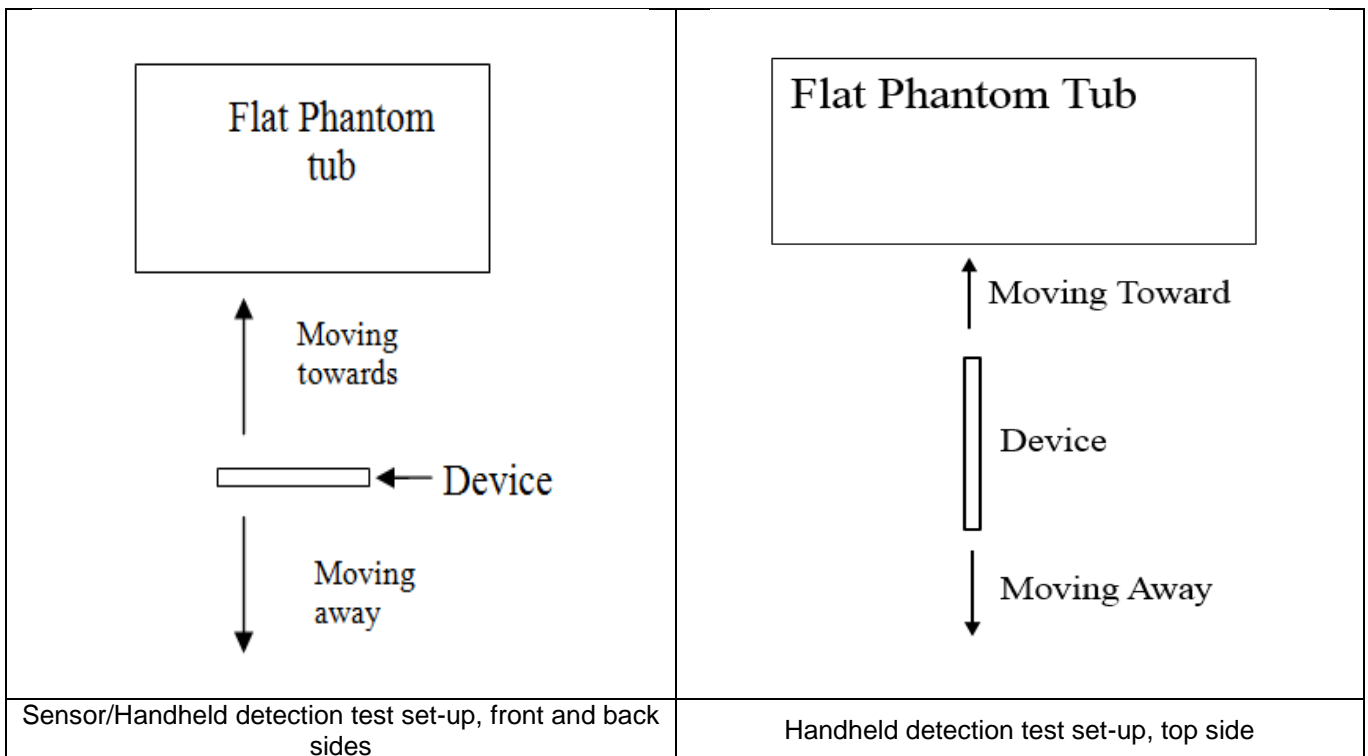 Flat Phantom
tub
Moving
towards
Device
Moving
away
Flat Phantom Tub
Moving Toward
Device
Moving Away
Sensor/Handheld detection test set-up, front and back
sides
Handheld detection test set-up, top side